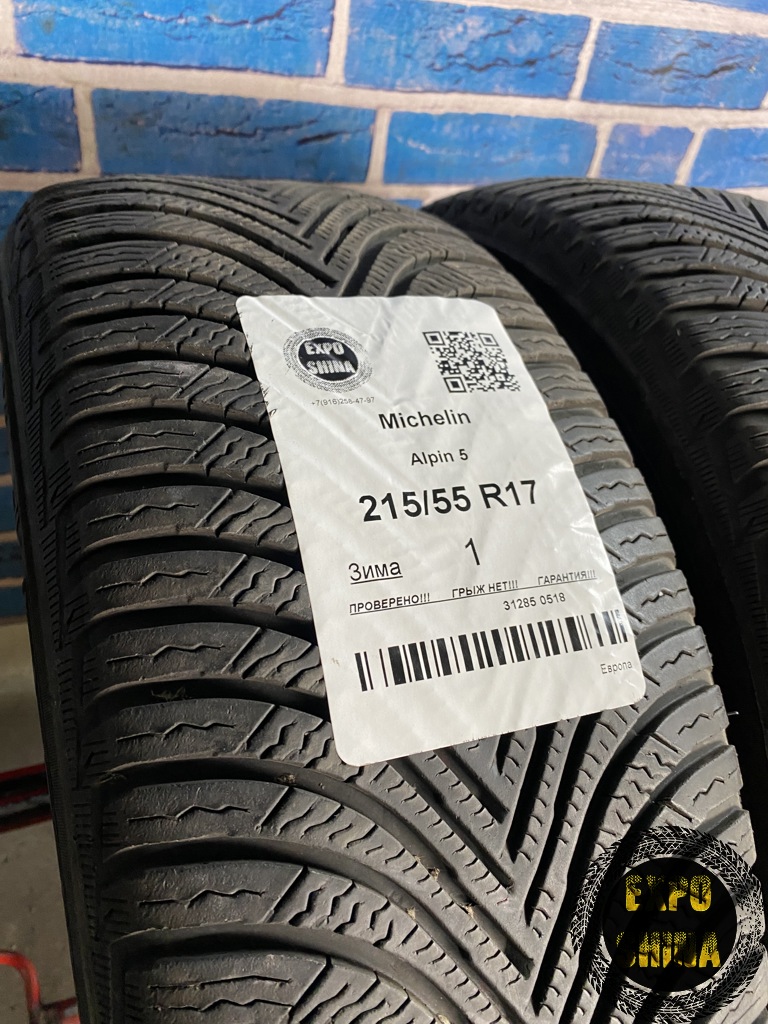 EXPO
SHINA
+7(916)258-47-97
Michelin
Alpin 5
215/55 R17
Зима 1
ПРОВЕРЕНО!!! ГРЫЖ НЕТ!!! ГАРАНТИЯ!!!
31285 0518
Европа
EXPO
SHINA